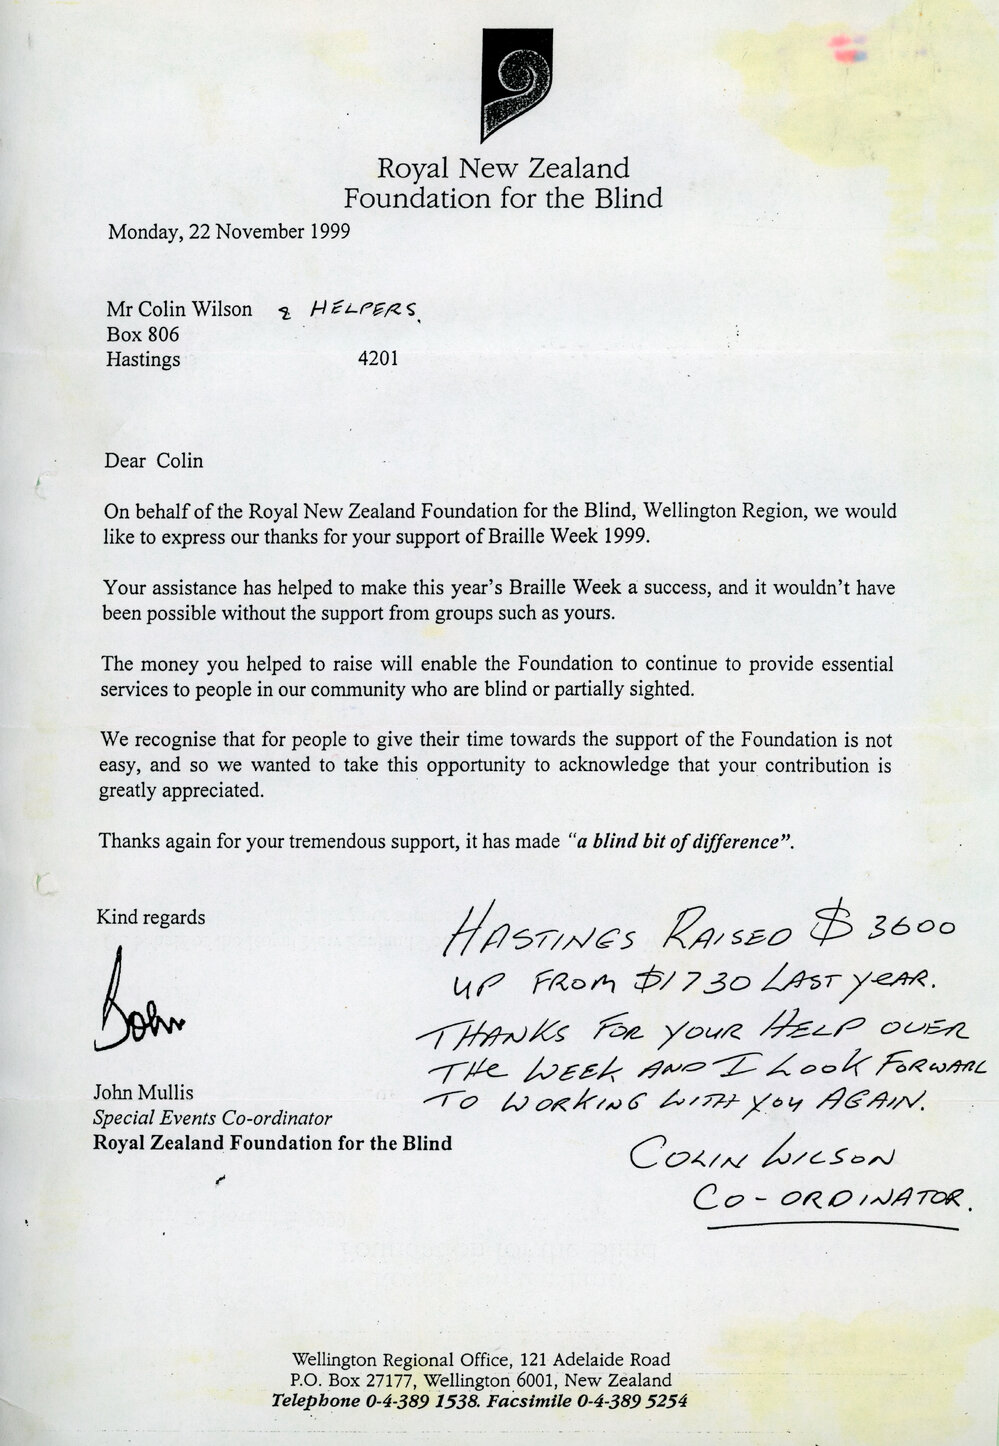 Royal New Zealand
Foundation for the Blind
Monday, 22 November 1999
Mr Colin Wilson & HELPERS.
Box 806
Hastings 4201
Dear Colin
On behalf of the Royal New Zealand Foundation for the Blind, Wellington Region, we would
like to express our thanks for your support of Braille Week 1999.
Your assistance has helped to make this year's Braille Week a success, and it wouldn't have
been possible without the support from groups such as yours.
The money you helped to raise will enable the Foundation to continue to provide essential
services to people in our community who are blind or partially sighted.
We recognise that for people to give their time towards the support of the Foundation is not
easy, and so we wanted to take this opportunity to acknowledge that your contribution is
greatly appreciated.
Thanks again for your tremendous support, it has made "a blind bit of difference".
Kind regards
John
John Mullis
Special Events Co-ordinator
Royal Zealand Foundation for the Blind
HASTINGS RAISED $3600
UP FROM $1730 LAST YEAR.
THANKS FOR YOUR HELP OVER
THE WEEK AND I LOOK FORWARD
TO WORKING WITH YOU AGAIN.
COLIN WILSON
CO-ORDINATOR.
Wellington Regional Office, 121 Adelaide Road
P.O. Box 27177, Wellington 6001, New Zealand
Telephone 0-4-389 1538. Facsimile 0-4-389 5254